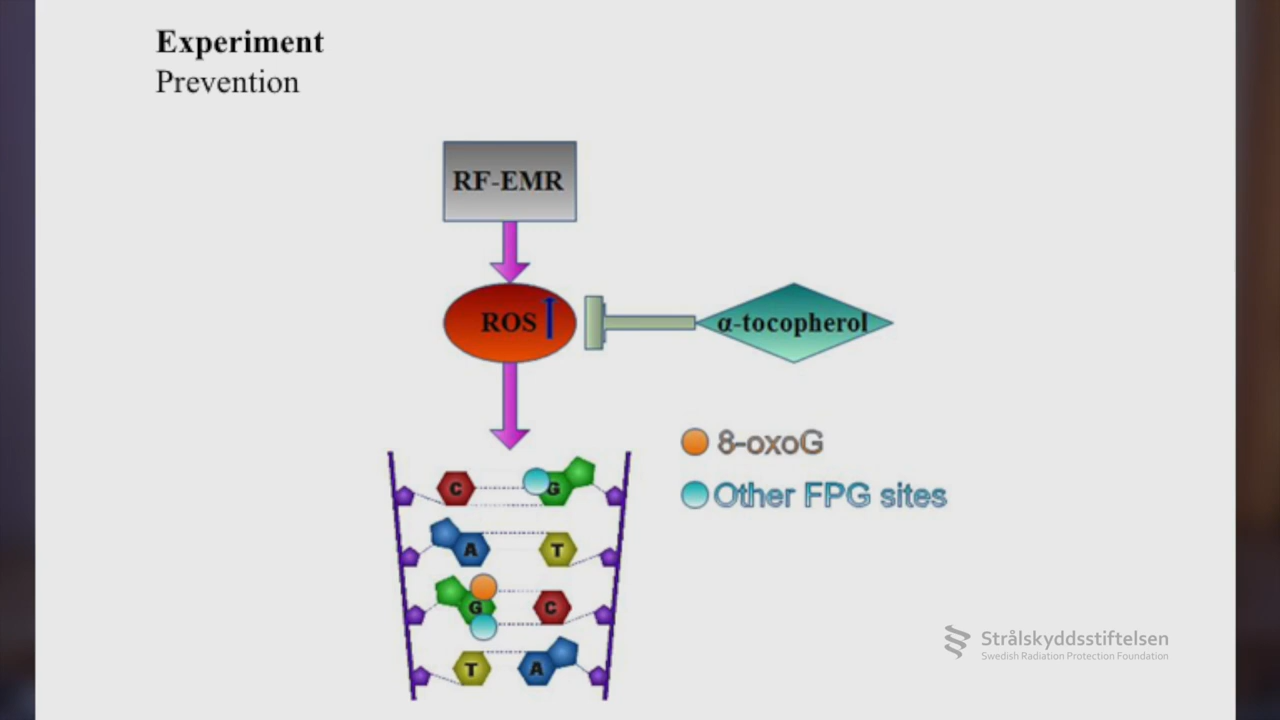 Experiment
Prevention
RF-EMR
ROS
α-tocopherol
8-oxoG
Other FPG sites
C G
A T
G C
T A
Strålskyddsstiftelsen
Swedish Radiation Protection Foundation